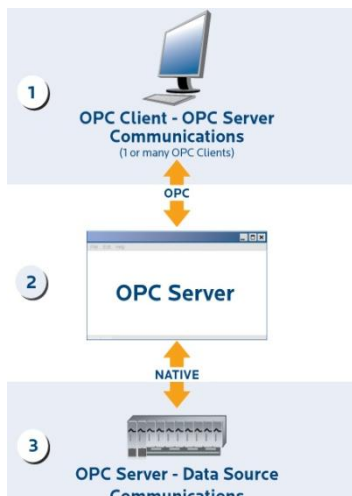 1
OPC Client - OPC Server
Communications
(1 or many OPC Clients)
OPC
2
OPC Server
NATIVE
3
OPC Server - Data Source
Communications